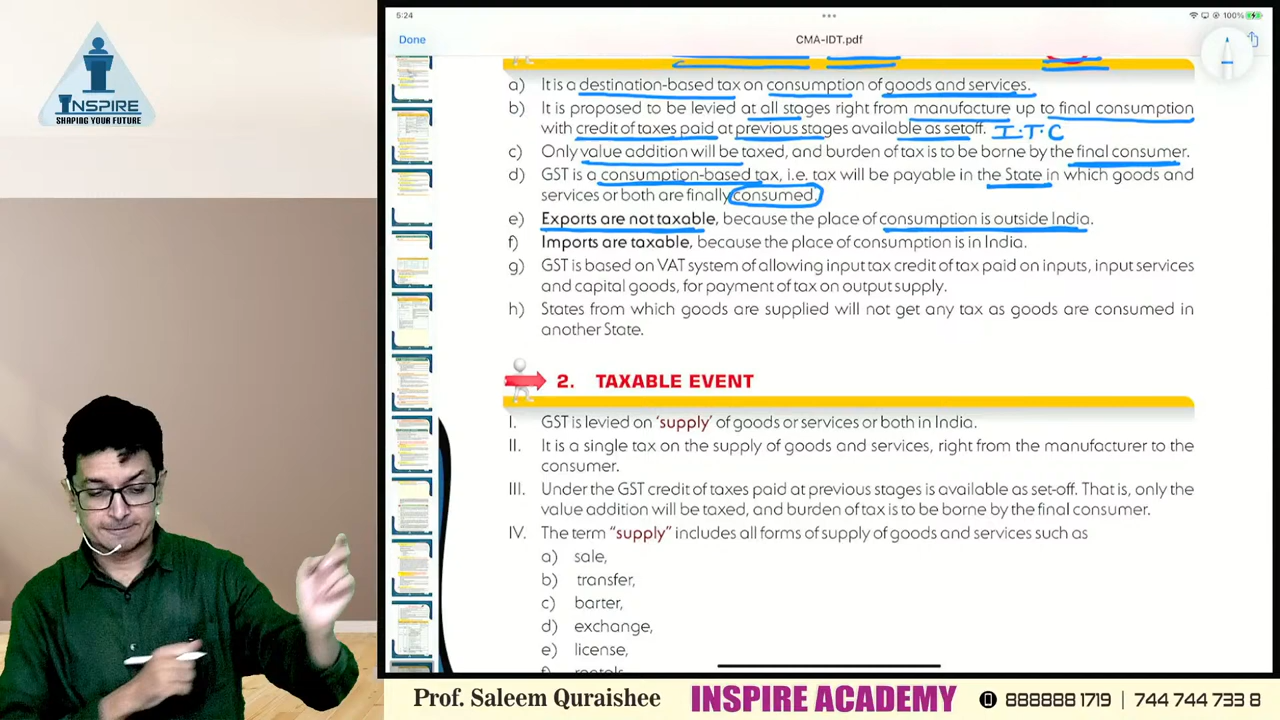 5:24
100%
Done
CMA-IDT.pdf
INSPIRE
SHAPING YOUR FUTURE
a) It is a destination-based tax on consumption of goods and services.
b) It is proposed to be levied at all stages right from manufacture up to final consumption
with credit of taxes paid at previous stages available as set off. I-T-C
Only value addition will be taxed, and burden of tax is to be borne by the final consumer.
d) GST is a consumption-based tax, i.e. tax will be payable in the State in which goods and
services or both are finally consumed.
e) Exports are not taxable, because the place of consumption is outside India.
f) Imports are taxable, because the place of consumption is in India.
g) GST is based on a system allowing input tax credit of tax paid on inputs, input services
and capital goods, for payment of tax on output supply.
h) State from which goods are supplied will not get any tax as goods are consumed in
another State.
2. TAXABLE EVENT
GST is levied on 'supply' of goods or services or both in India.
It is a single tax on the supply of goods and services, right from the manufacturer to the
consumer.
III. Under the GST credit of taxes paid at previous stages is available as set-off. Thus, only the
value addition will be taxed and burden of tax is to be borne by the final consumer.
IV. The term 'supply' includes all forms of supply of goods and services such as
a) sale,
b) transfer,
c) barter,
d) exchange,
e) license,
Prof. Saleem Quraishee
INSPIRE ACADEMY
888888 1719 | 744 744 733 8